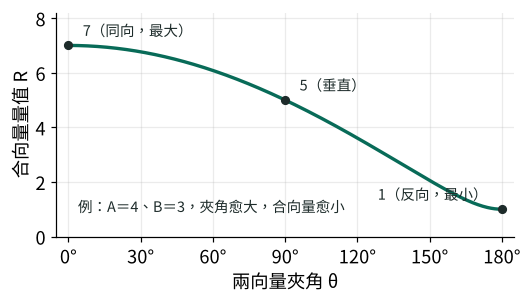 8
7（同向，最大）
6
5（垂直）
4
2
1（反向，最小）
例：A＝4、B＝3，夾角愈大，合向量愈小
0
合向量量值 R
0° 30° 60° 90° 120° 150° 180°
兩向量夾角 θ